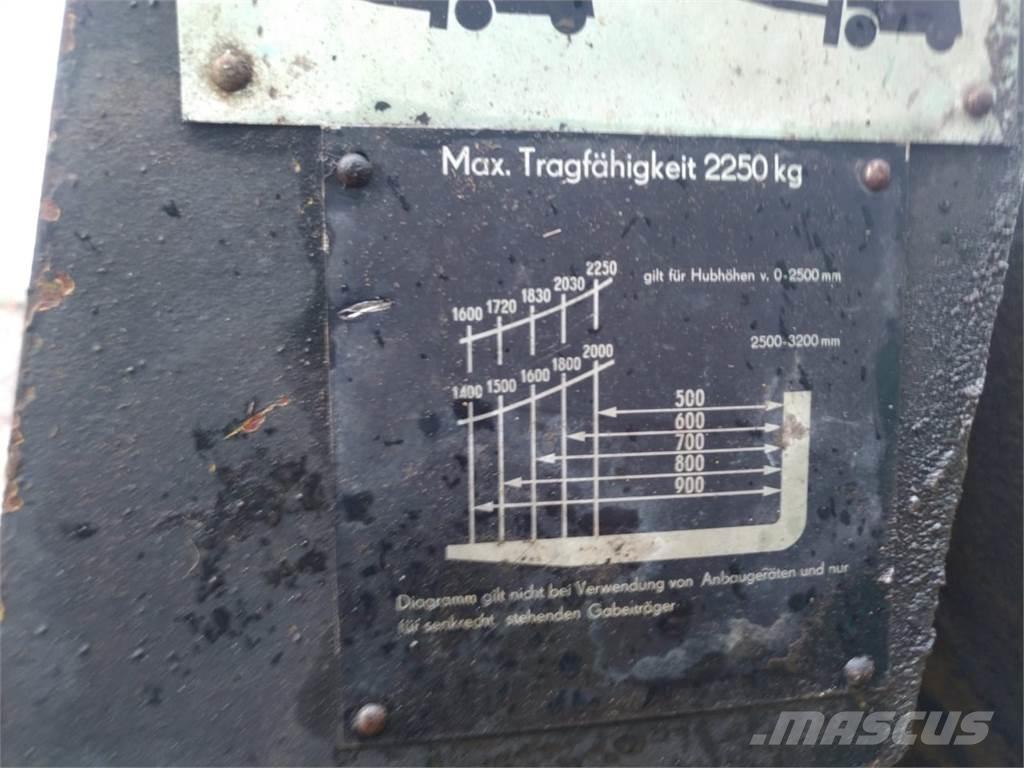 Max. Tragfähigkeit 2250 kg
1600 1720 1830 2030 2250
gilt für Hubhöhen v. 0-2500 mm
1400 1500 1600 1800 2000
2500-3200 mm
500
600
700
800
900
Diagramm gilt nicht bei Verwendung von Anbaugeräten und nur
für senkrecht stehenden Gabelträger
MASCUS